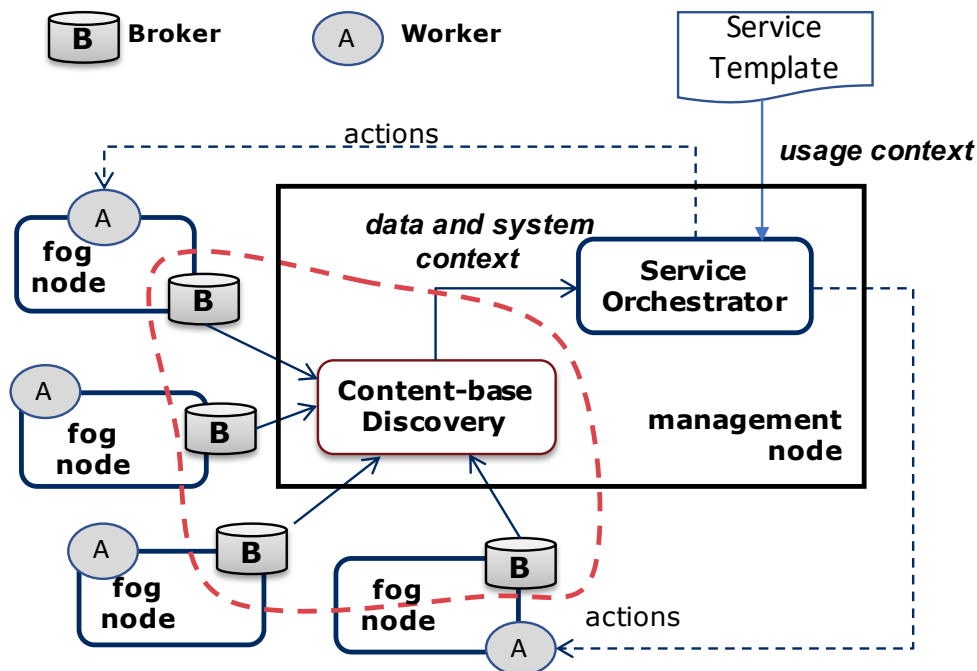 B Broker
A Worker
Service
Template
actions
usage context
A
data and system
context
fog
node
Service
Orchestrator
B
A
Content-base
Discovery
B
fog
node
management
node
A
B
fog
node
B
fog
node
actions
A